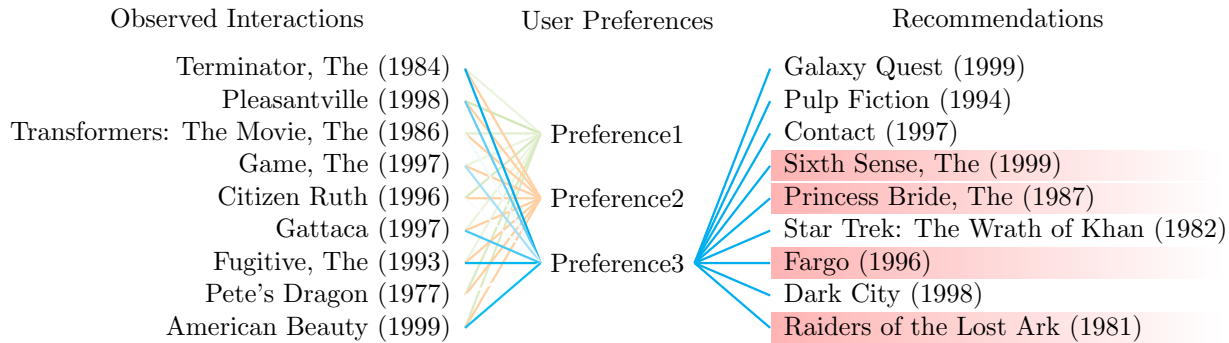 Observed Interactions
User Preferences
Recommendations
Terminator, The (1984)
Pleasantville (1998)
Transformers: The Movie, The (1986)
Game, The (1997)
Citizen Ruth (1996)
Gattaca (1997)
Fugitive, The (1993)
Pete's Dragon (1977)
American Beauty (1999)
Preference1
Preference2
Preference3
Galaxy Quest (1999)
Pulp Fiction (1994)
Contact (1997)
Sixth Sense, The (1999)
Princess Bride, The (1987)
Star Trek: The Wrath of Khan (1982)
Fargo (1996)
Dark City (1998)
Raiders of the Lost Ark (1981)